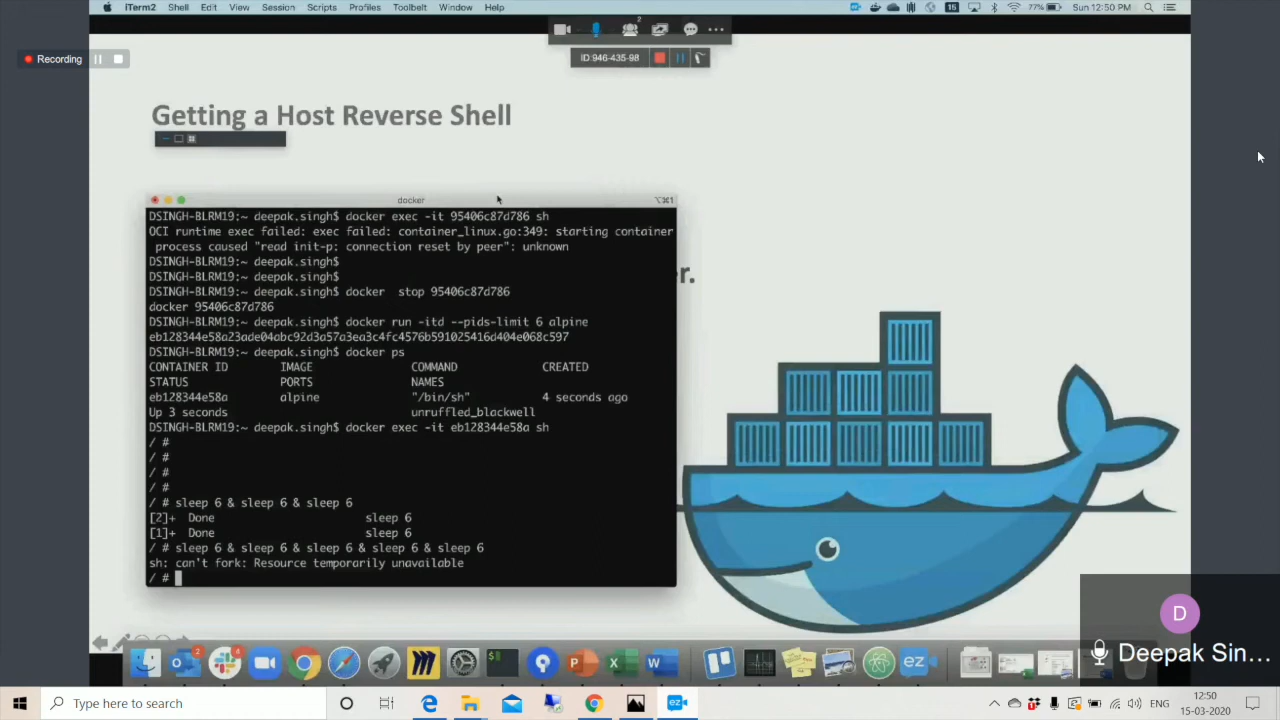 iTerm2 Shell Edit View Session Scripts Profiles Toolbelt Window Help
15 77% Sun 12:50 PM
2
Recording
ID:946-435-98
Getting a Host Reverse Shell
docker
⌥⌘1
DSINGH-BLRM19:~ deepak.singh$ docker exec -it 95406c87d786 sh
OCI runtime exec failed: exec failed: container_linux.go:349: starting container
process caused "read init-p: connection reset by peer": unknown
DSINGH-BLRM19:~ deepak.singh$
DSINGH-BLRM19:~ deepak.singh$
DSINGH-BLRM19:~ deepak.singh$ docker  stop 95406c87d786
docker 95406c87d786
DSINGH-BLRM19:~ deepak.singh$ docker run -itd --pids-limit 6 alpine
eb128344e58a23ade04abc92d3a57a3ea3c4fc4576b591025416d404e068c597
DSINGH-BLRM19:~ deepak.singh$ docker ps
CONTAINER ID IMAGE COMMAND CREATED
STATUS PORTS NAMES
eb128344e58a alpine "/bin/sh" 4 seconds ago
Up 3 seconds unruffled_blackwell
DSINGH-BLRM19:~ deepak.singh$ docker exec -it eb128344e58a sh
/ #
/ #
/ #
/ #
/ # sleep 6 & sleep 6 & sleep 6
[2]+ Done sleep 6
[1]+ Done sleep 6
/ # sleep 6 & sleep 6 & sleep 6 & sleep 6 & sleep 6
sh: can't fork: Resource temporarily unavailable
/ #
r.
D
Deepak Sin...
2
6
$
P
X
W
ez
Type here to search
ENG
12:50
15-03-2020